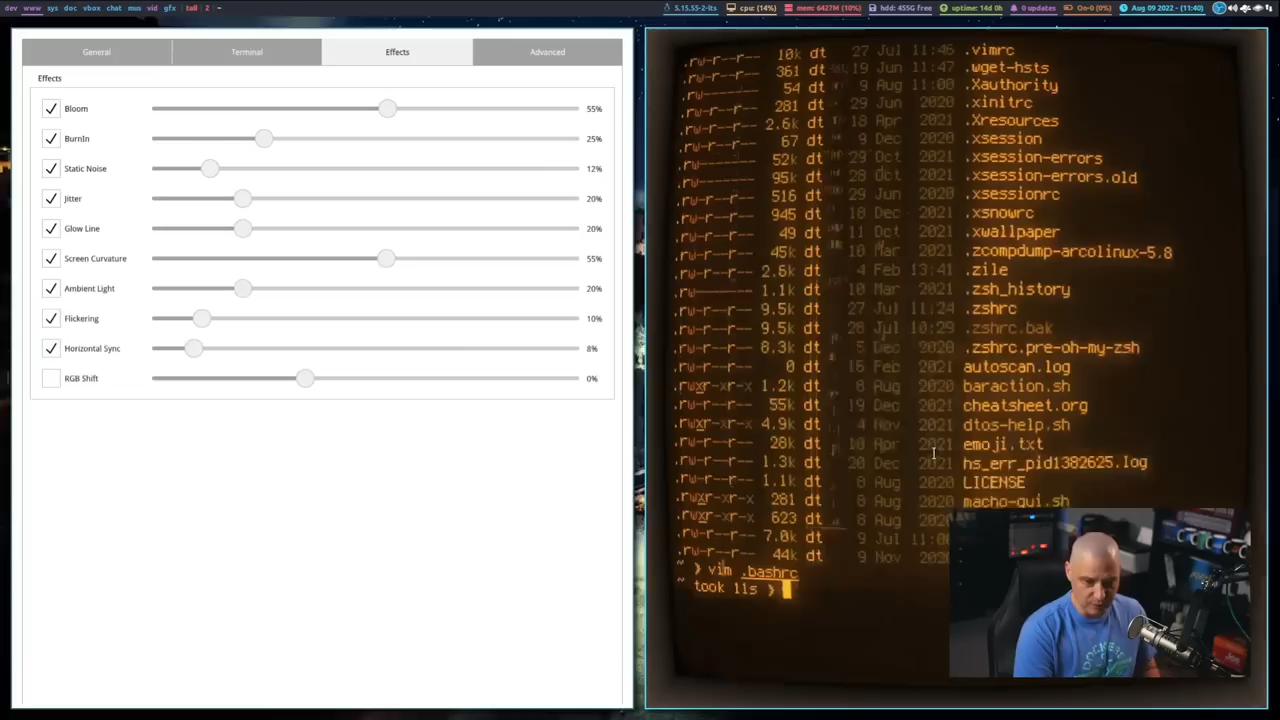 dev www sys doc vbox chat mus vid gfx | tall | 2 | ~
5.15.55-2-lts cpu: (14%) mem: 6427M (10%) hdd: 455G free uptime: 14d 0h 0 updates On-0 (0%) Aug 09 2022 - (11:40)
General Terminal Effects Advanced
Effects
Bloom 55%
BurnIn 25%
Static Noise 12%
Jitter 20%
Glow Line 20%
Screen Curvature 55%
Ambient Light 20%
Flickering 10%
Horizontal Sync 8%
RGB Shift 0%
.rw-r--r-- 10k dt 27 Jul 11:46 .vimrc
.rw-r--r-- 361 dt 19 Jun 11:47 .wget-hsts
.rw------- 54 dt 9 Aug 11:00 .Xauthority
.rw-r--r-- 281 dt 29 Jun 2020 .xinitrc
.rw-r--r-- 2.6k dt 18 Apr 2021 .Xresources
.rw-r--r-- 67 dt 9 Dec 2020 .xsession
.rw------- 52k dt 29 Oct 2021 .xsession-errors
.rw------- 95k dt 28 Oct 2021 .xsession-errors.old
.rw-r--r-- 516 dt 29 Jun 2020 .xsessionrc
.rw-r--r-- 945 dt 18 Dec 2021 .xsnowrc
.rw-r--r-- 49 dt 11 Oct 2021 .xwallpaper
.rw-r--r-- 45k dt 10 Mar 2021 .zcompdump-arcolinux-5.8
.rw-r--r-- 2.6k dt 4 Feb 13:41 .zile
.rw------- 1.1k dt 10 Mar 2021 .zsh_history
.rw-r--r-- 9.5k dt 27 Jul 11:24 .zshrc
.rw-r--r-- 9.5k dt 28 Jul 10:29 .zshrc.bak
.rw-r--r-- 8.3k dt 5 Dec 2020 .zshrc.pre-oh-my-zsh
.rw-r--r-- 0 dt 16 Feb 2021 autoscan.log
.rwxr-xr-x 1.2k dt 8 Aug 2020 baraction.sh
.rw-r--r-- 55k dt 19 Dec 2021 cheatsheet.org
.rwxr-xr-x 4.9k dt 4 Nov 2021 dtos-help.sh
.rw-r--r-- 28k dt 10 Apr 2021 emoji.txt
.rw-r--r-- 1.3k dt 20 Dec 2021 hs_err_pid1382625.log
.rw-r--r-- 1.1k dt 8 Aug 2020 LICENSE
.rwxr-xr-x 281 dt 8 Aug 2020 macho-gui.sh
.rwxr-xr-x 623 dt 8 Aug 2020
.rw-r--r-- 7.0k dt 9 Jul
.rw-r--r-- 44k dt 9 Nov 2020
~ ❯ vim .bashrc
~ took 11s ❯